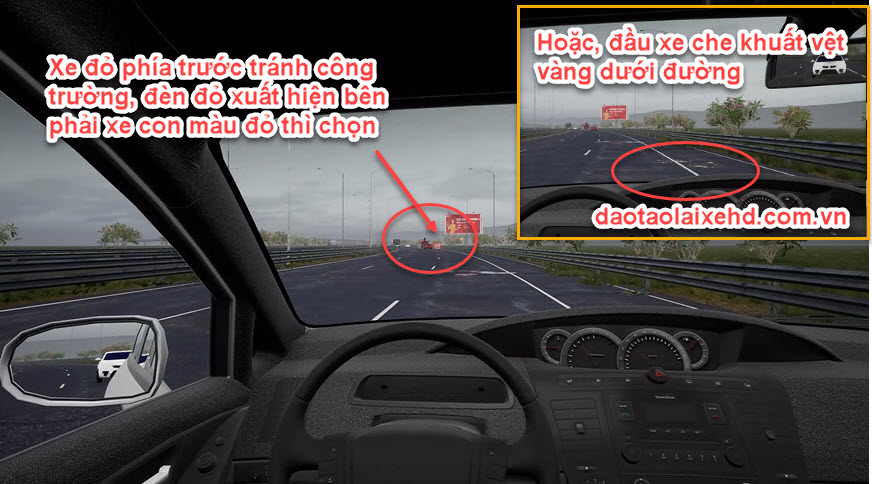 Xe đỏ phía trước tránh công
trường, đèn đỏ xuất hiện bên
phải xe con màu đỏ thì chọn
Hoặc, đầu xe che khuất vệt
vàng dưới đường
daotaolaixehd.com.vn